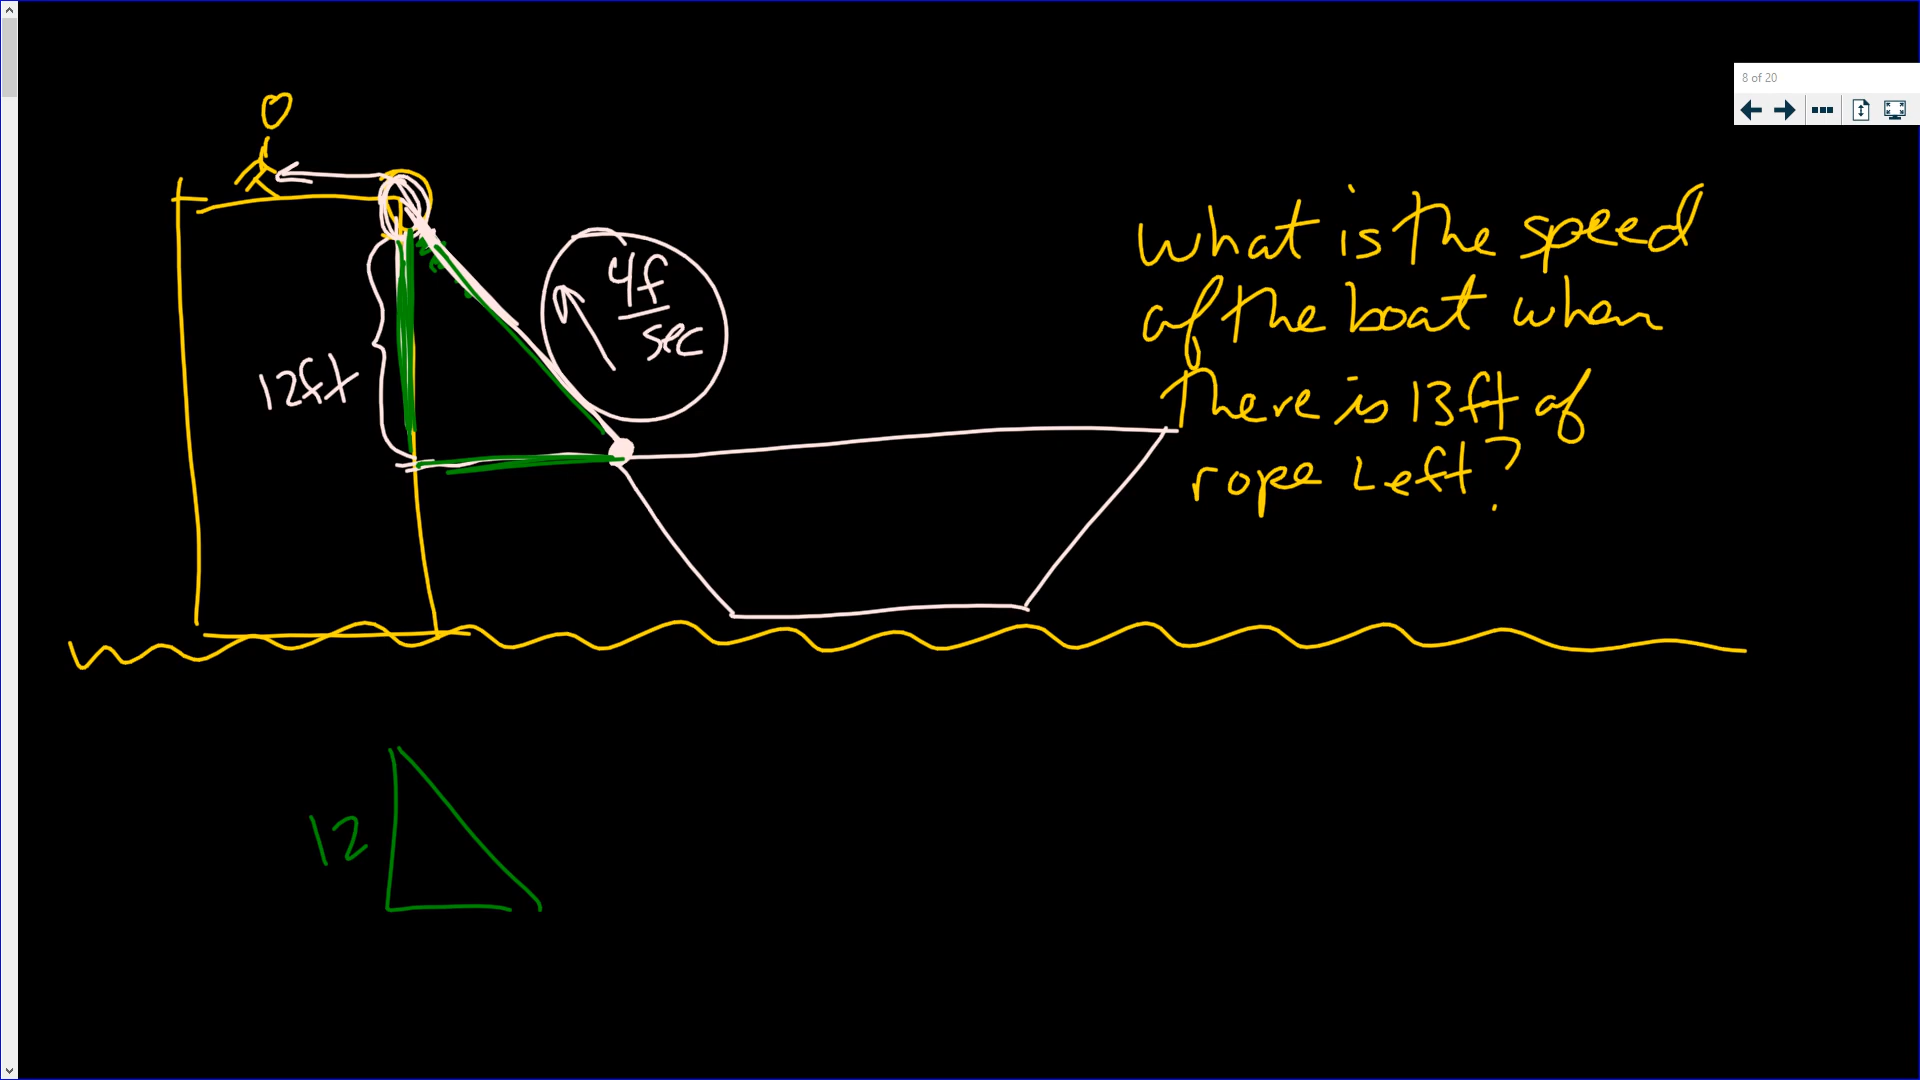 8 of 20
What is the speed
of the boat when
there is 13ft of
rope Left?
4f
sec
12ft
12